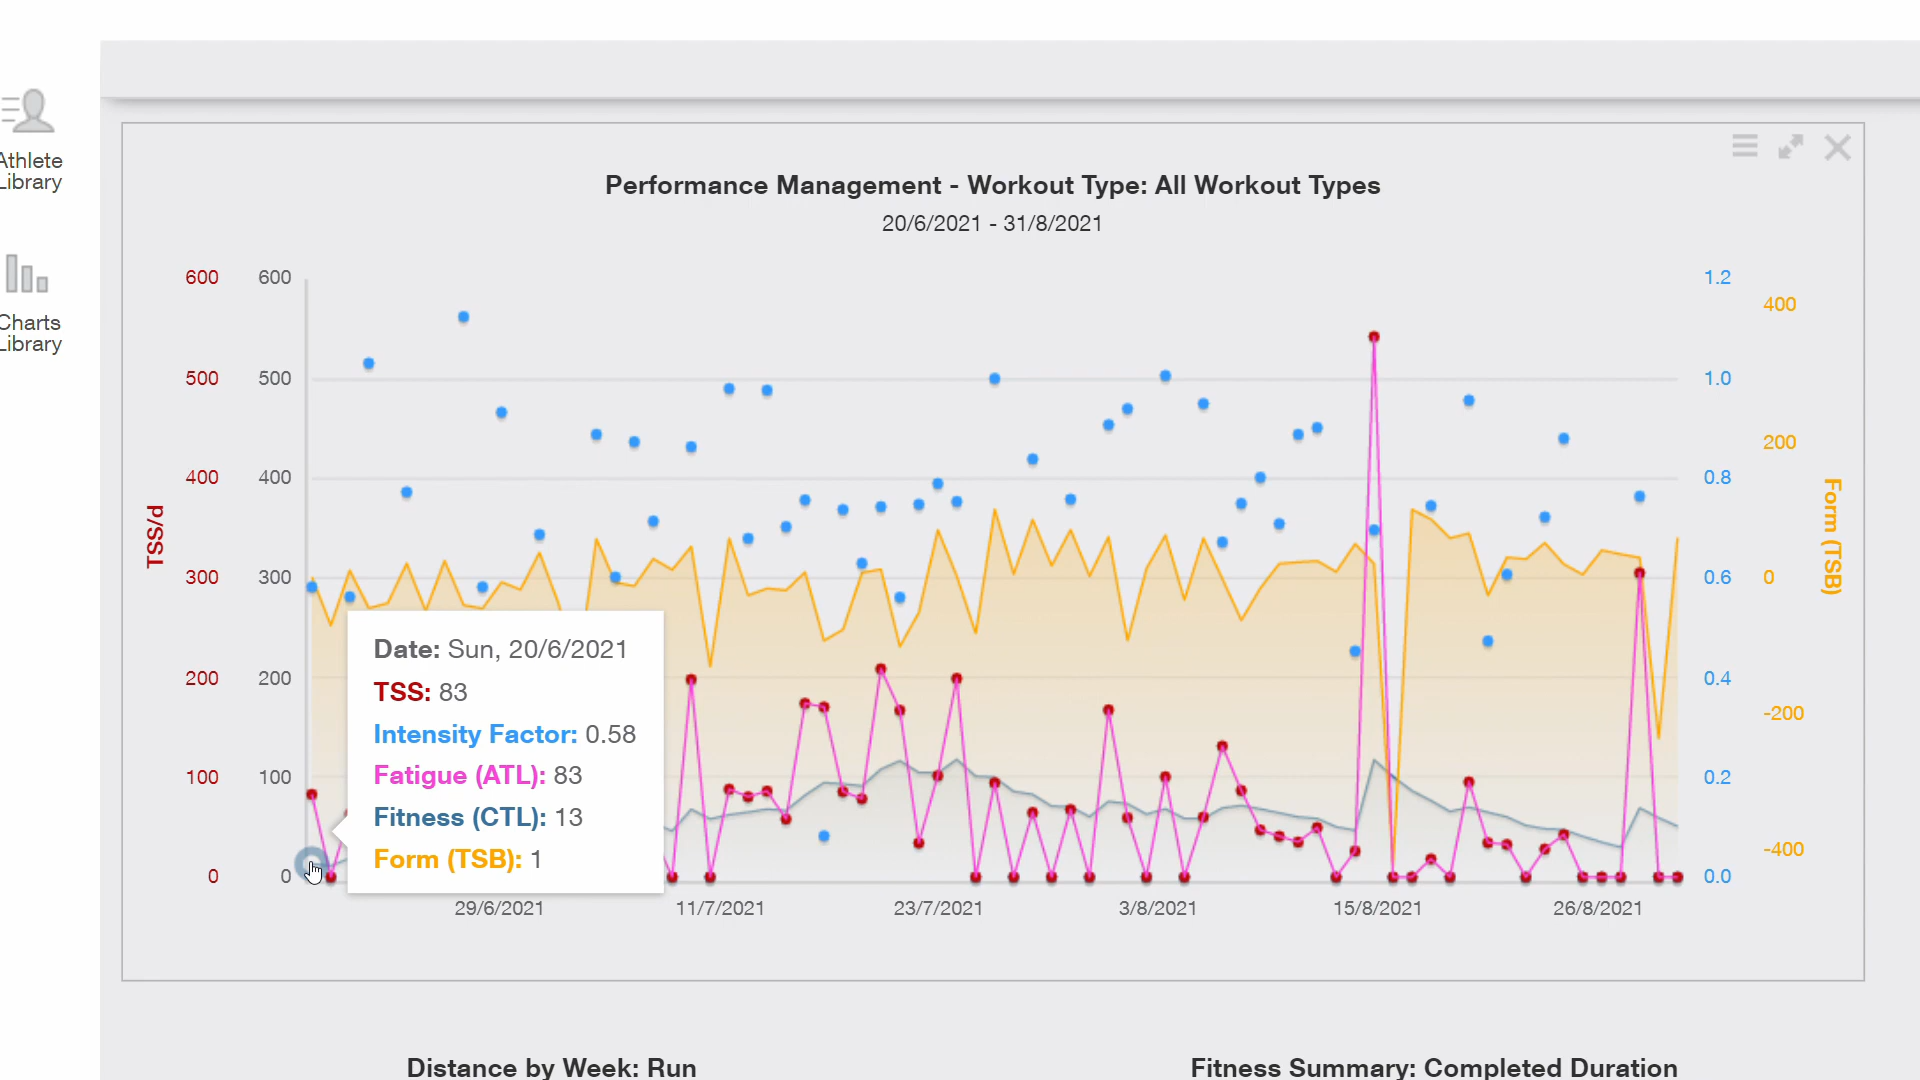 Athlete
Library
Charts
Library
Performance Management - Workout Type: All Workout Types
20/6/2021 - 31/8/2021
600 600 1.2
400
500 500 1.0
200
400 400 0.8
TSS/d
Form (TSB)
300 300 0.6 0
Date: Sun, 20/6/2021
200 200 0.4
TSS: 83
-200
Intensity Factor: 0.58
100 100 0.2
Fatigue (ATL): 83
Fitness (CTL): 13
-400
Form (TSB): 1
0 0 0.0
29/6/2021 11/7/2021 23/7/2021 3/8/2021 15/8/2021 26/8/2021
Distance by Week: Run
Fitness Summary: Completed Duration